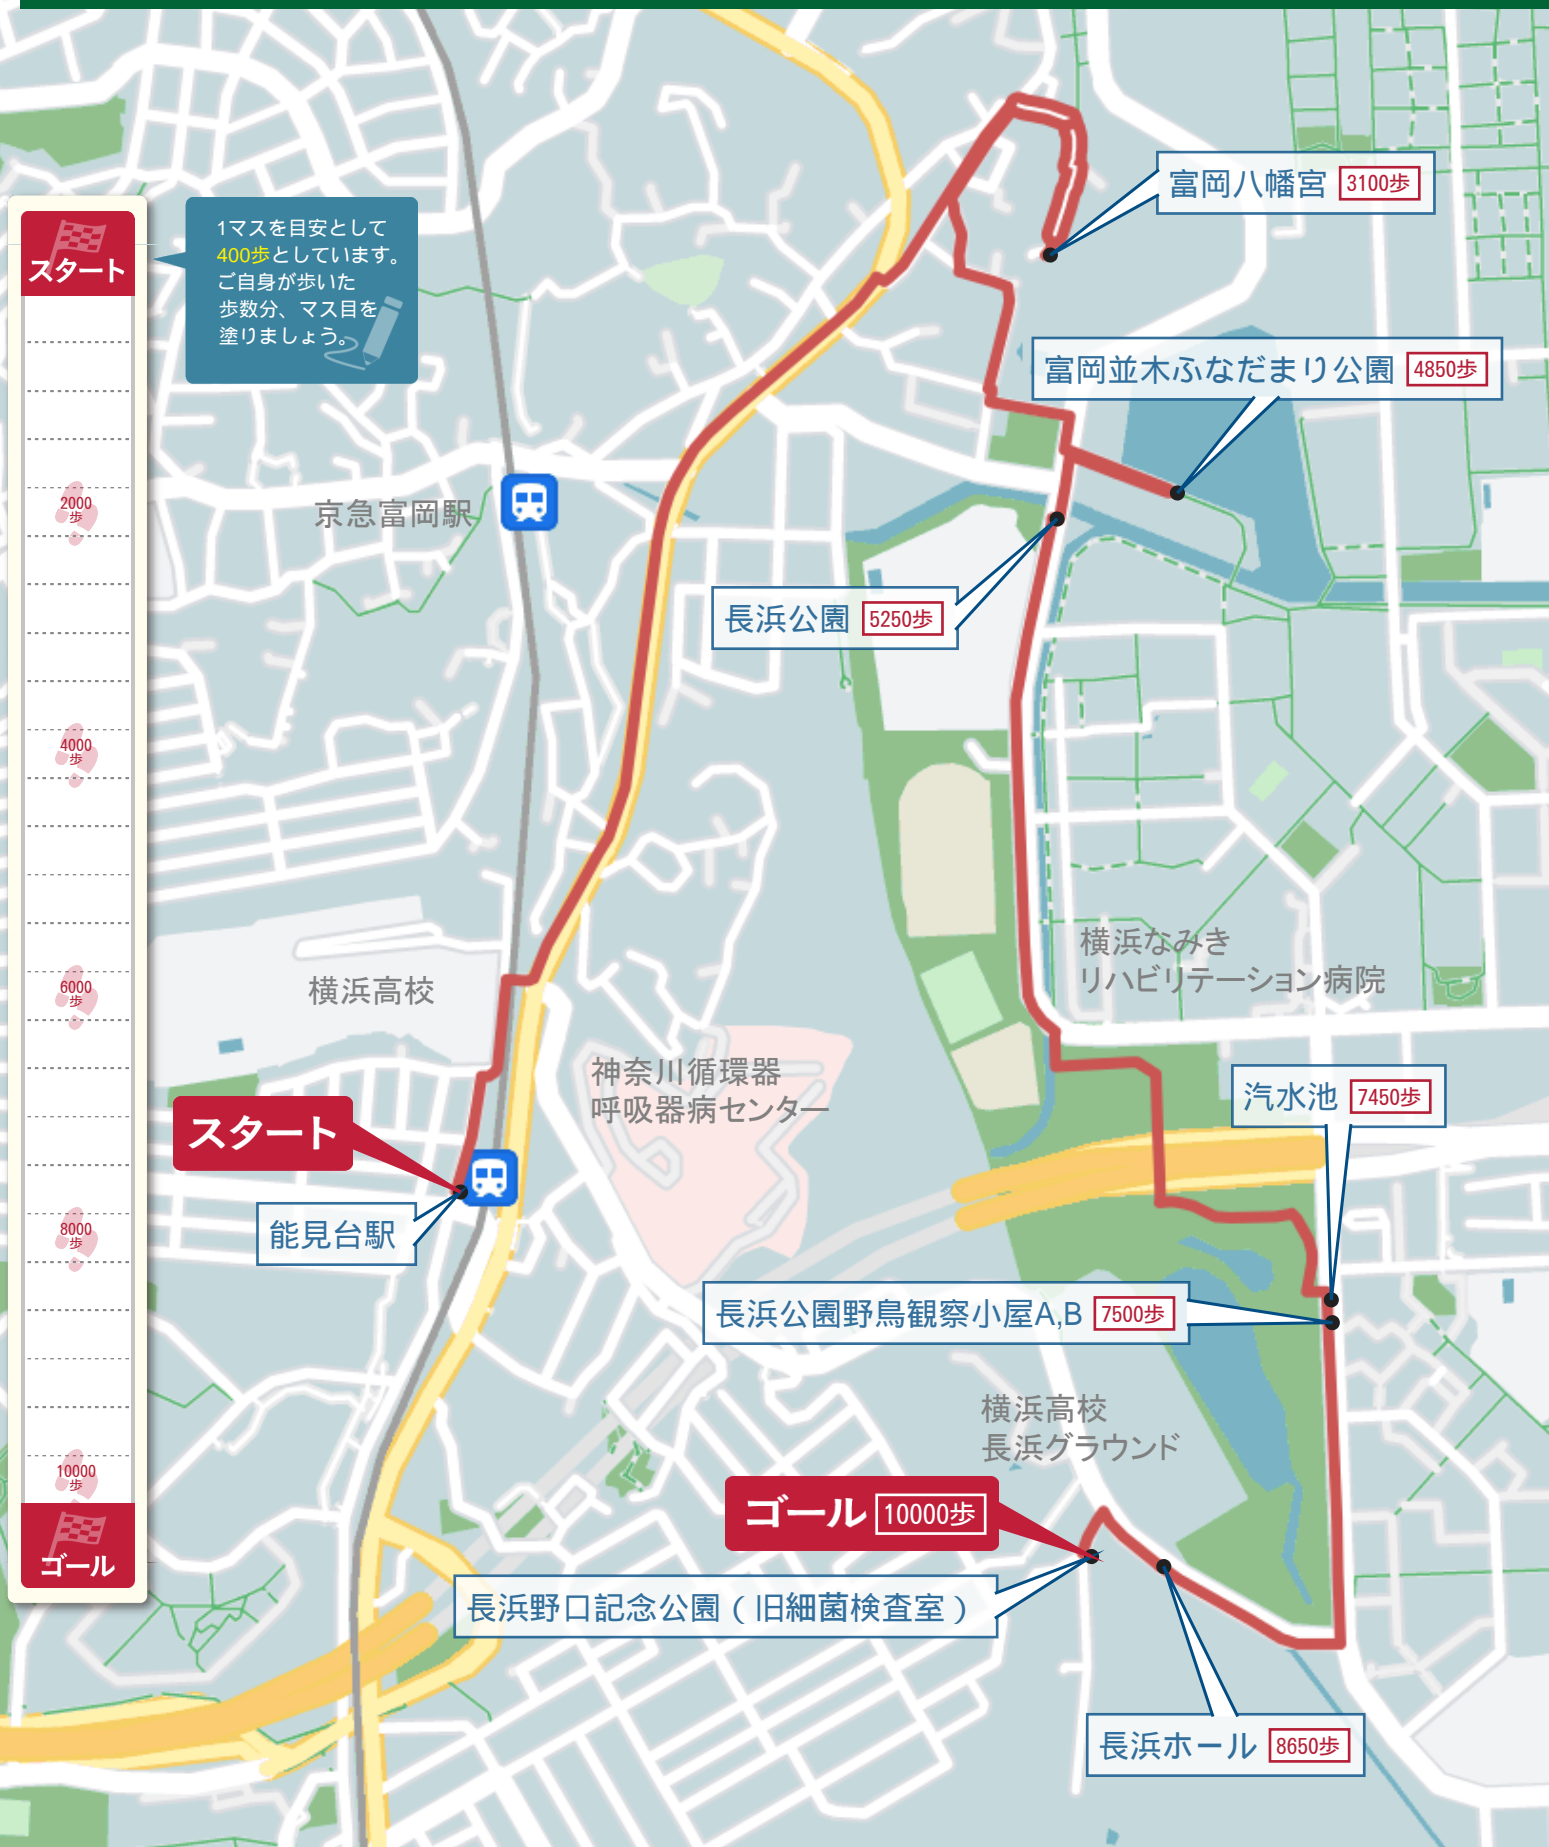 スタート
1マスを目安として
400歩としています。
ご自身が歩いた
歩数分、マス目を
塗りましょう。
2000
歩
4000
歩
6000
歩
8000
歩
10000
歩
ゴール
富岡八幡宮 3100歩
富岡並木ふなだまり公園 4850歩
京急富岡駅
長浜公園 5250歩
横浜なみき
リハビリテーション病院
横浜高校
神奈川循環器
呼吸器病センター
汽水池 7450歩
スタート
能見台駅
長浜公園野鳥観察小屋A,B 7500歩
横浜高校
長浜グラウンド
ゴール 10000歩
長浜野口記念公園(旧細菌検査室)
長浜ホール 8650歩